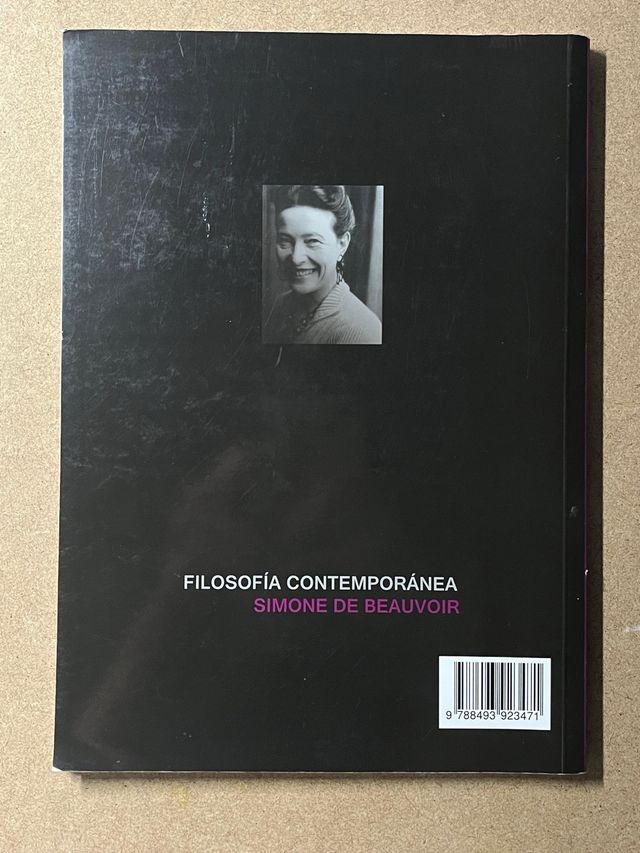 FILOSOFÍA CONTEMPORÁNEA
SIMONE DE BEAUVOIR
9 788493 923471